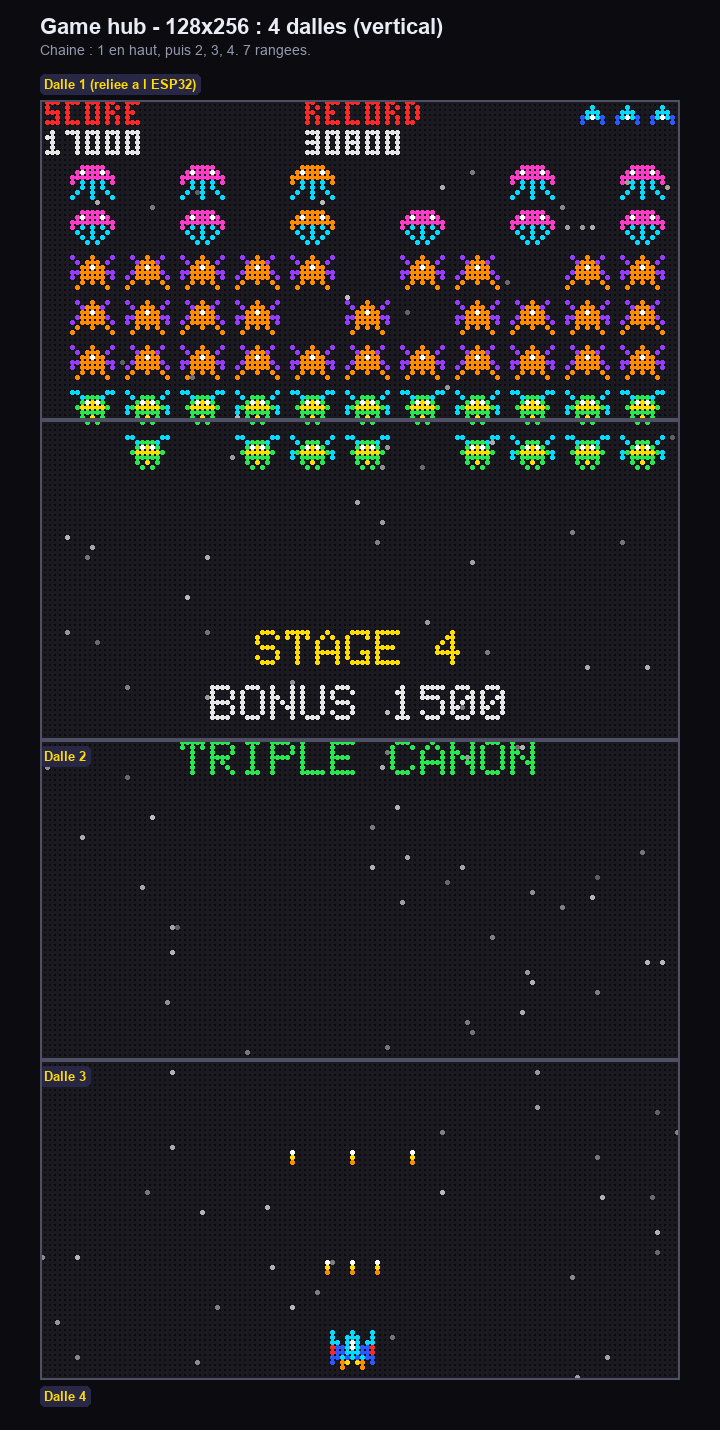 Game hub - 128x256 : 4 dalles (vertical)
Chaine : 1 en haut, puis 2, 3, 4. 7 rangees.
Dalle 1 (reliee a l ESP32)
SCORE RECORD
17000 30800
STAGE 4
BONUS 1500
TRIPLE CANON
Dalle 2
Dalle 3
Dalle 4